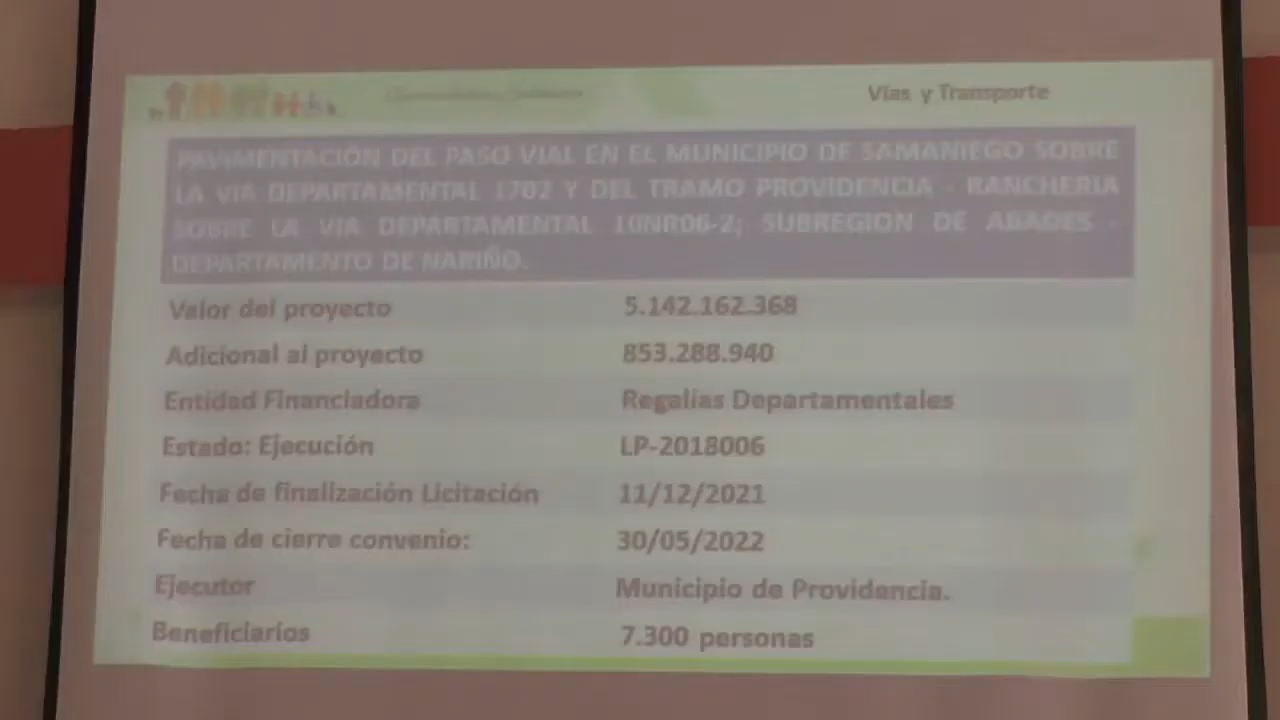 Vías y Transporte
PAVIMENTACIÓN DEL PASO VIAL EN EL MUNICIPIO DE SAMANIEGO SOBRE
LA VIA DEPARTAMENTAL 1702 Y DEL TRAMO PROVIDENCIA - RANCHERIA
SOBRE LA VIA DEPARTAMENTAL 10NR06-2; SUBREGION DE ABADES -
DEPARTAMENTO DE NARIÑO.
Valor del proyecto 5.142.162.368
Adicional al proyecto 853.288.940
Entidad Financiadora Regalías Departamentales
Estado: Ejecución LP-2018006
Fecha de finalización Licitación 11/12/2021
Fecha de cierre convenio: 30/05/2022
Ejecutor Municipio de Providencia.
Beneficiarios 7.300 personas